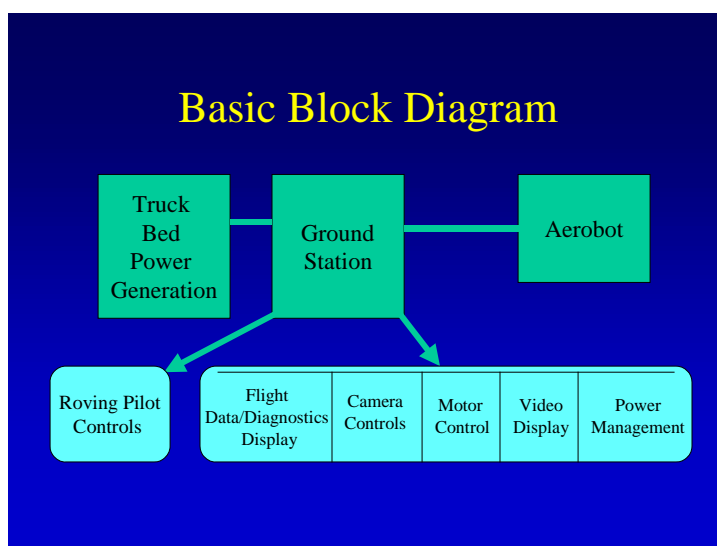 Basic Block Diagram
Truck
Bed
Power
Generation
Ground
Station
Aerobot
Roving Pilot
Controls
Flight
Data/Diagnostics
Display
Camera
Controls
Motor
Control
Video
Display
Power
Management